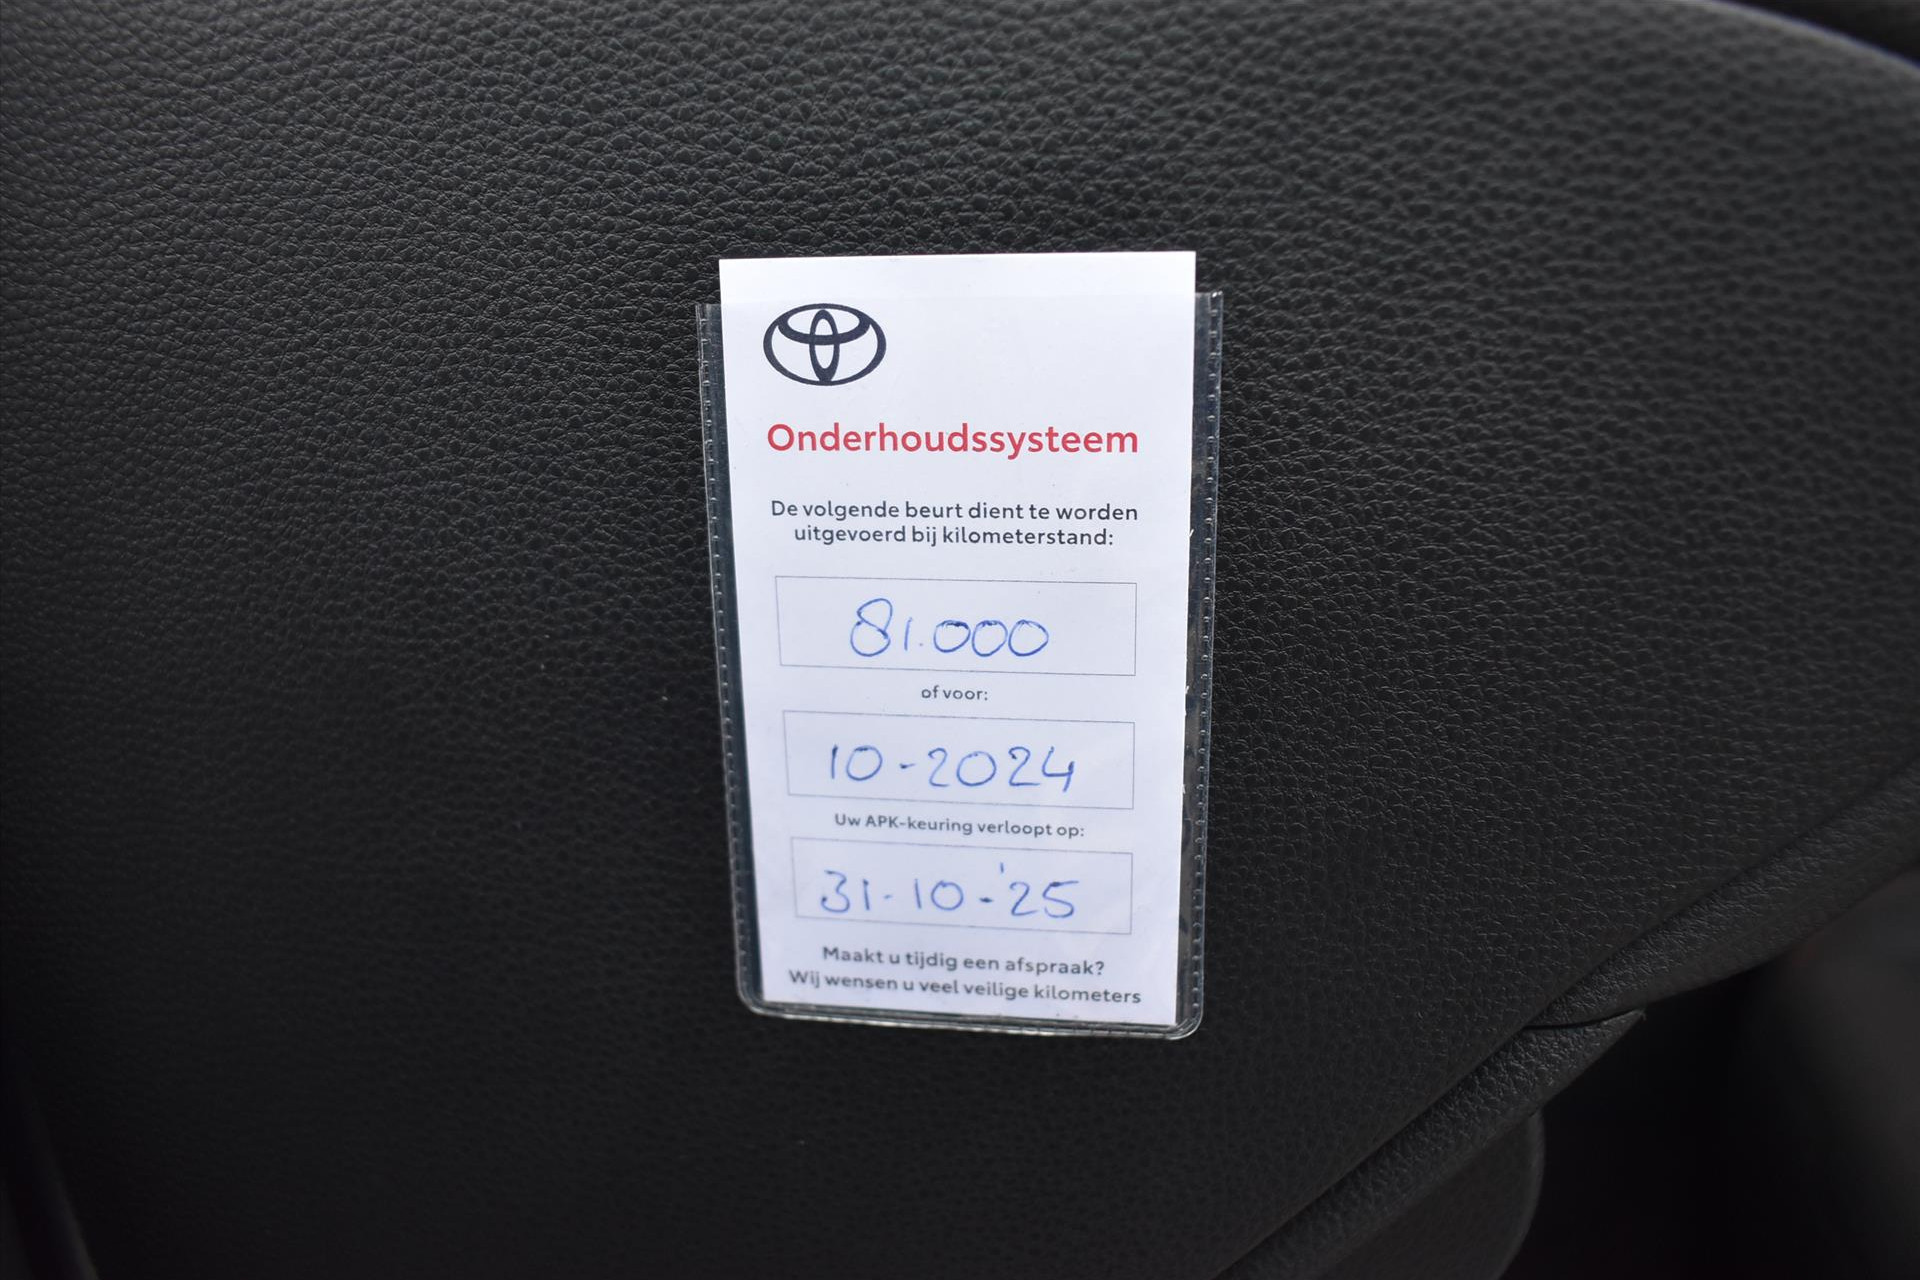 Onderhoudssysteem
De volgende beurt dient te worden
uitgevoerd bij kilometerstand:
81.000
of voor:
10-2024
Uw APK-keuring verloopt op:
31-10-'25
Maakt u tijdig een afspraak?
Wij wensen u veel veilige kilometers